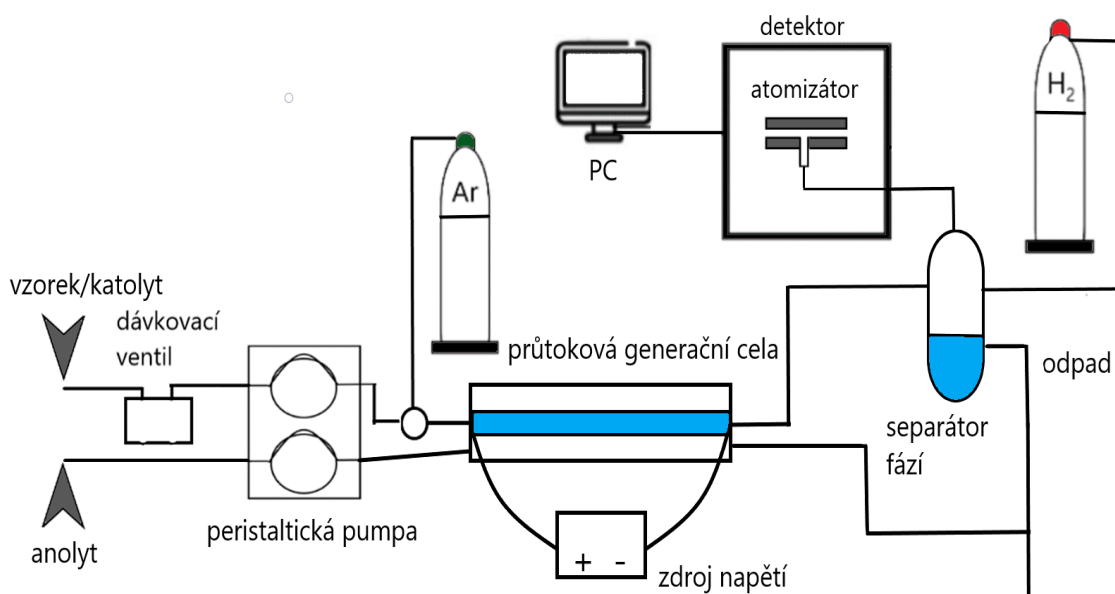 detektor
H₂
atomizátor
PC
Ar
vzorek/katolyt
dávkovací
ventil
průtoková generační cela
odpad
separátor
fází
peristaltická pumpa
anolyt
+ -
zdroj napětí